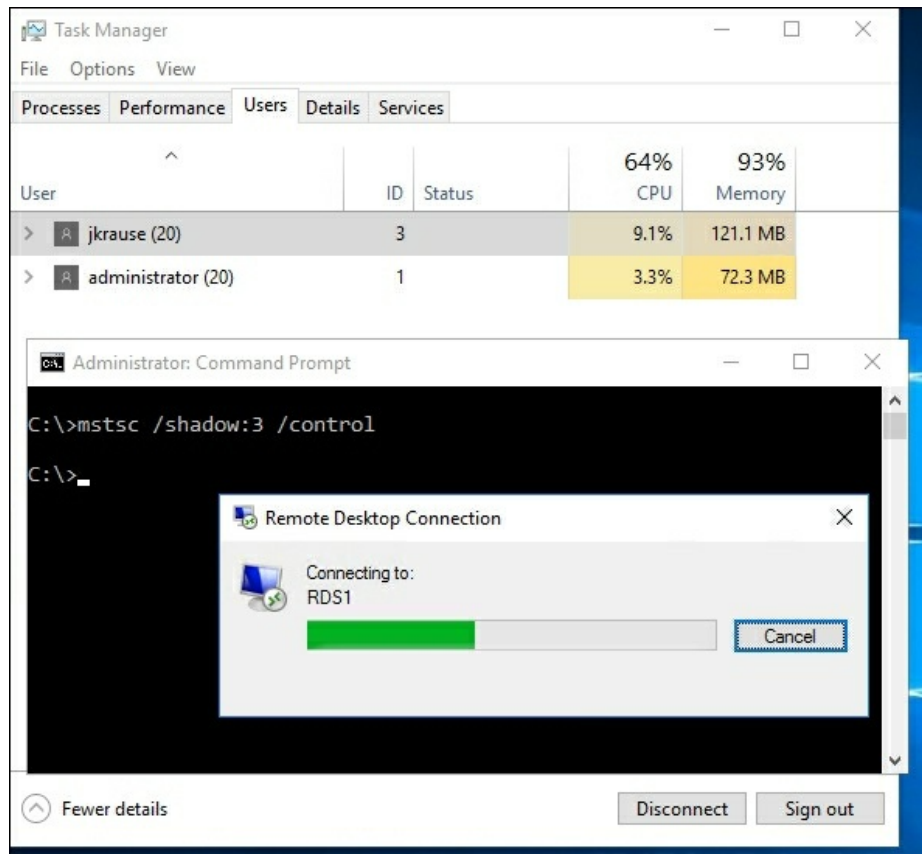 Task Manager
File Options View
Processes Performance Users Details Services
64% 93%
User ID Status CPU Memory
jkrause (20) 3 9.1% 121.1 MB
administrator (20) 1 3.3% 72.3 MB
Administrator: Command Prompt
C:\>mstsc /shadow:3 /control
C:\>
Remote Desktop Connection
Connecting to:
RDS1
Cancel
Fewer details Disconnect Sign out